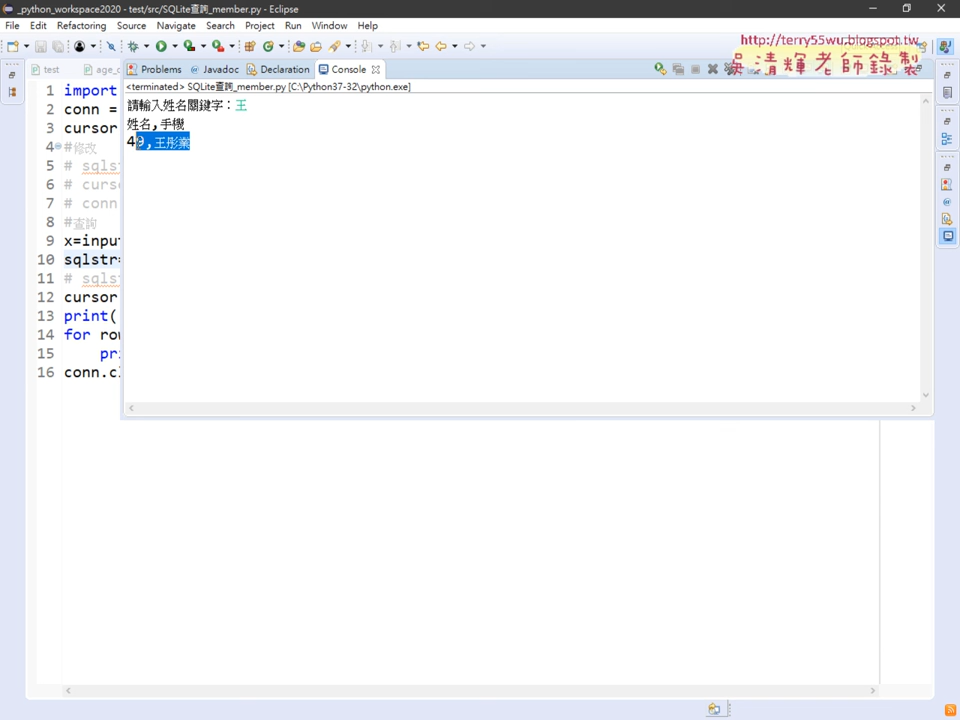 _python_workspace2020 - test/src/SQLite查詢_member.py - Eclipse
File Edit Refactoring Source Navigate Search Project Run Window Help
http://terry55wu.blogspot.tw
吳清輝老師錄製
test
Problems Javadoc Declaration Console
<terminated> SQLite查詢_member.py [C:\Python37-32\python.exe]
1 import
2 conn =
3 cursor
4 #修改
5 # sqlst
6 # curs
7 # conn
8 #查詢
9 x=input
10 sqlstr=
11 # sqls
12 cursor
13 print(
14 for row
15 pri
16 conn.cl
請輸入姓名關鍵字：王
姓名,手機
49,王彤棠